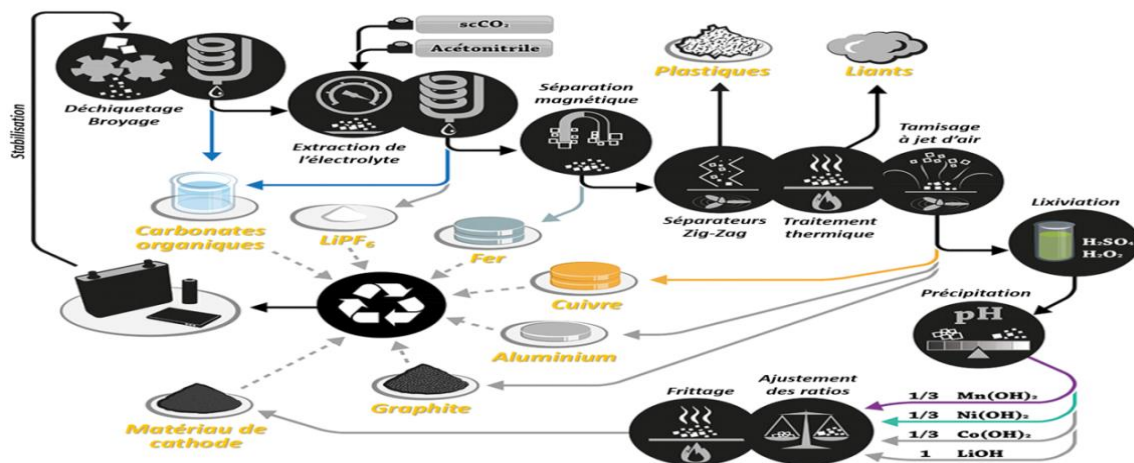 scCO₂
Acétonitrile
Stabilisation
Déchiquetage
Broyage
Extraction de
l'électrolyte
Séparation
magnétique
Plastiques
Liants
Tamisage
à jet d'air
Séparateurs
Zig-Zag
Traitement
thermique
Lixiviation
H₂SO₄
H₂O₂
Carbonates
organiques
LiPF₆
Fer
Cuivre
Aluminium
Graphite
Matériau de
cathode
Précipitation
pH
Frittage
Ajustement
des ratios
1/3 Mn(OH)₂
1/3 Ni(OH)₂
1/3 Co(OH)₂
1 LiOH